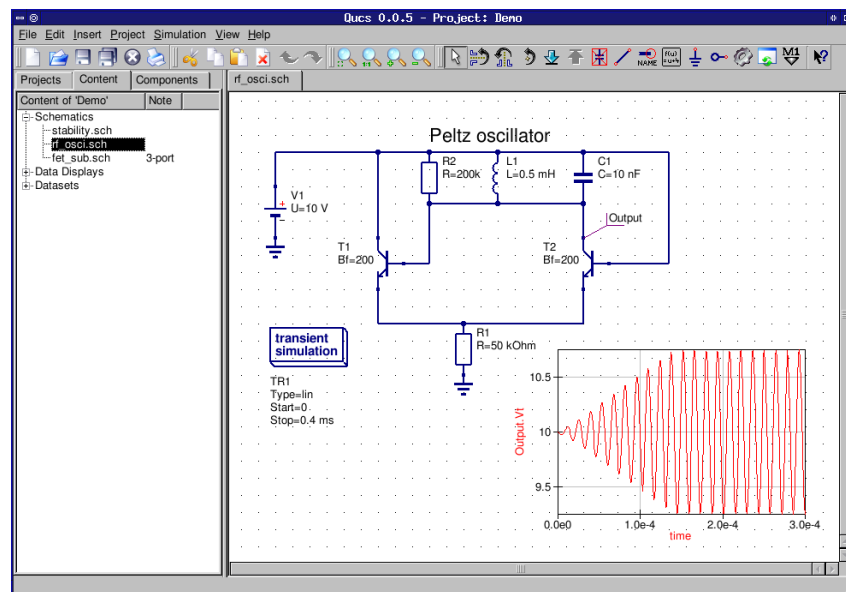 Qucs 0.0.5 - Project: Demo
File Edit Insert Project Simulation View Help
NAME
f(ω)
M1
Projects Content Components
rf_osci.sch
Content of 'Demo' Note
Schematics
stability.sch
rf_osci.sch
fet_sub.sch 3-port
Data Displays
Datasets
Peltz oscillator
R2
R=200k
L1
L=0.5 mH
C1
C=10 nF
V1
U=10 V
Output
T1
Bf=200
T2
Bf=200
R1
R=50 kOhm
transient
simulation
TR1
Type=lin
Start=0
Stop=0.4 ms
Output.Vt
10.5
10
9.5
0.0e0 1.0e-4 2.0e-4 3.0e-4
time